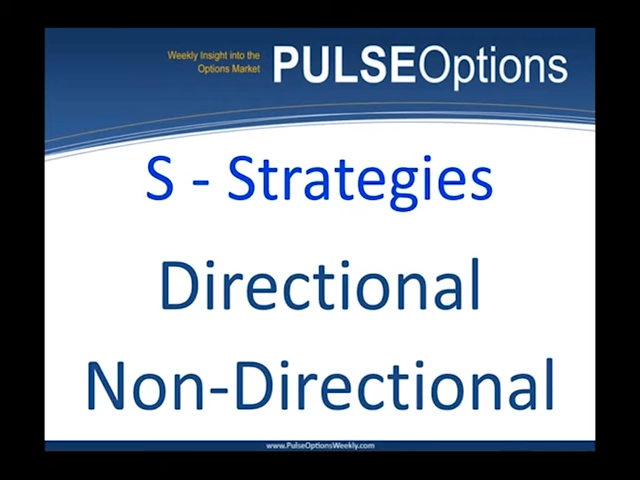 Weekly Insight into the
Options Market
PULSEOptions
S - Strategies
Directional
Non-Directional
www.PulseOptionsWeekly.com